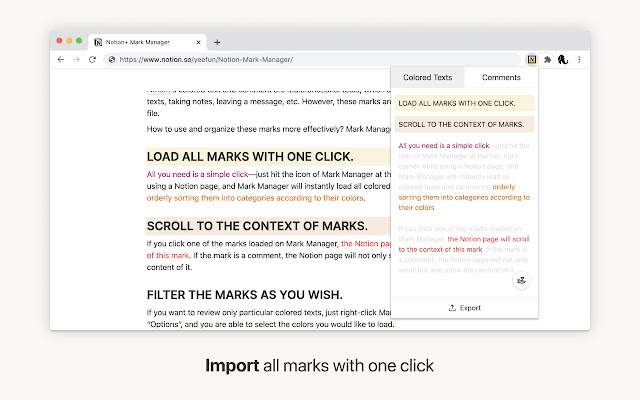 Notion+ Mark Manager
https://www.notion.so/yeefun/Notion-Mark-Manager/
Notion's colored text and comment are multifunctional tools, which a
texts, taking notes, leaving a message, etc. However, these marks are
file.
How to use and organize these marks more effectively? Mark Manage
LOAD ALL MARKS WITH ONE CLICK.
All you need is a simple click—just hit the icon of Mark Manager at th
using a Notion page, and Mark Manager will instantly load all colored
orderly sorting them into categories according to their colors.
SCROLL TO THE CONTEXT OF MARKS.
If you click one of the marks loaded on Mark Manager, the Notion pag
of this mark. If the mark is a comment, the Notion page will not only s
content of it.
FILTER THE MARKS AS YOU WISH.
If you want to review only particular colored texts, just right-click Ma
"Options", and you are able to select the colors you would like to load.
Colored Texts
Comments
LOAD ALL MARKS WITH ONE CLICK.
SCROLL TO THE CONTEXT OF MARKS.
All you need is a simple click—just hit the
icon of Mark Manager at the top-right
corner while using a Notion page, and
Mark Manager will instantly load all
colored texts and comments, orderly
sorting them into categories according to
their colors.
If you click one of the marks loaded on
Mark Manager, the Notion page will scroll
to the context of this mark. If the mark is
a comment, the Notion page will not only
scroll but also show the content of it.
Export
Import all marks with one click